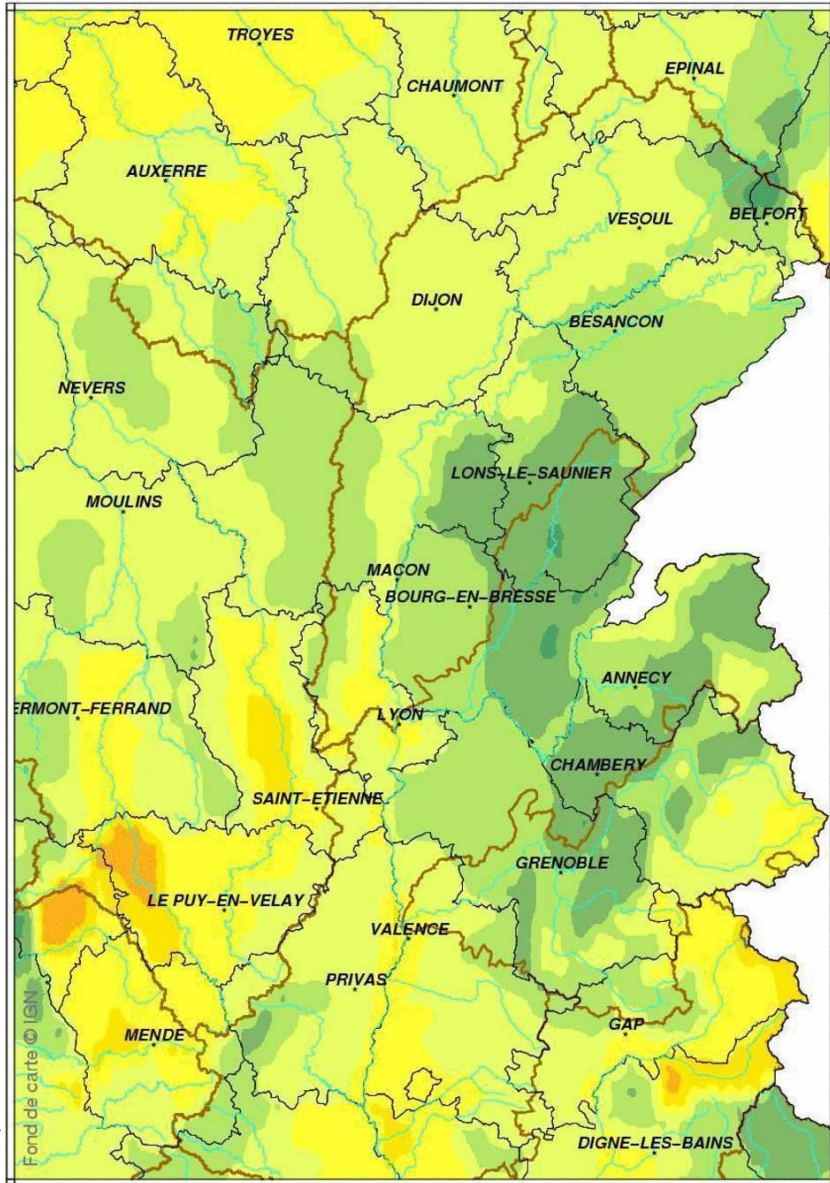 TROYES
CHAUMONT
EPINAL
AUXERRE
VESOUL
BELFORT
DIJON
BESANCON
NEVERS
LONS-LE-SAUNIER
MOULINS
MACON
BOURG-EN-BRESSE
ANNECY
ERMONT-FERRAND
LYON
CHAMBERY
SAINT-ETIENNE
GRENOBLE
LE PUY-EN-VELAY
VALENCE
PRIVAS
GAP
MENDE
DIGNE-LES-BAINS
Fond de carte © IGN